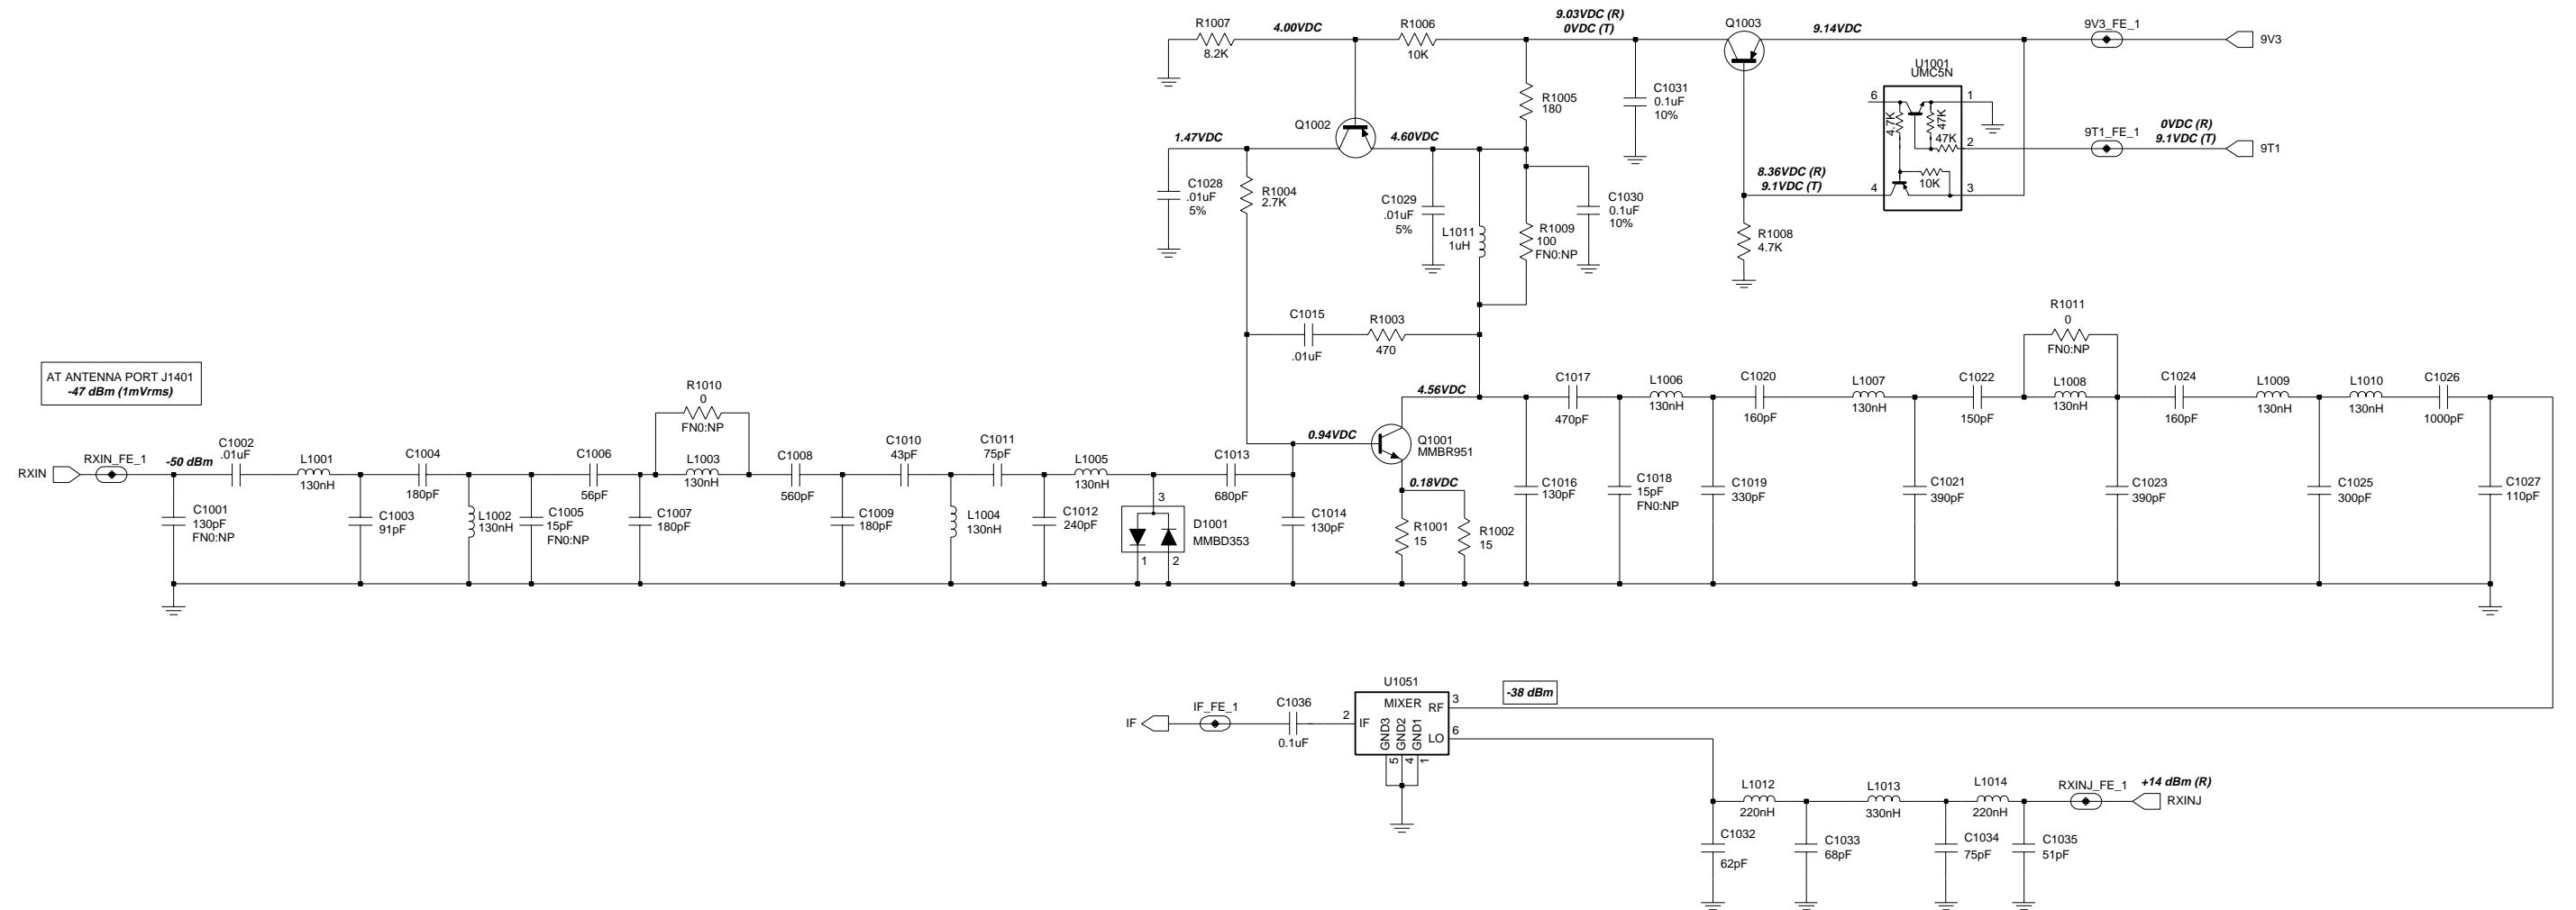 R1007
8.2K
4.00VDC
R1006
10K
9.03VDC (R)
0VDC (T)
Q1003
9.14VDC
9V3_FE_1
9V3
U1001
UMC5N
6
1
4.7K
47K
47K
2
10K
4
3
9T1_FE_1
0VDC (R)
9.1VDC (T)
9T1
R1005
180
C1031
0.1uF
10%
Q1002
1.47VDC
4.60VDC
C1028
.01uF
5%
R1004
2.7K
C1029
.01uF
5%
L1011
1uH
R1009
100
FN0:NP
C1030
0.1uF
10%
8.36VDC (R)
9.1VDC (T)
R1008
4.7K
C1015
.01uF
R1003
470
AT ANTENNA PORT J1401
-47 dBm (1mVrms)
RXIN
RXIN_FE_1
-50 dBm
C1002
.01uF
L1001
130nH
C1004
180pF
C1006
56pF
R1010
0
FN0:NP
L1003
130nH
C1008
560pF
C1010
43pF
C1011
75pF
L1005
130nH
C1013
680pF
0.94VDC
4.56VDC
Q1001
MMBR951
0.18VDC
C1001
130pF
FN0:NP
C1003
91pF
L1002
130nH
C1005
15pF
FN0:NP
C1007
180pF
C1009
180pF
L1004
130nH
C1012
240pF
3
D1001
MMBD353
1
2
C1014
130pF
R1001
15
R1002
15
C1017
470pF
L1006
130nH
C1020
160pF
L1007
130nH
C1022
150pF
R1011
0
FN0:NP
L1008
130nH
C1024
160pF
L1009
130nH
L1010
130nH
C1026
1000pF
C1016
130pF
C1018
15pF
FN0:NP
C1019
330pF
C1021
390pF
C1023
390pF
C1025
300pF
C1027
110pF
U1051
MIXER
IF
RF
LO
GND3
GND2
GND1
2
3
6
5
4
1
-38 dBm
IF
IF_FE_1
C1036
0.1uF
L1012
220nH
L1013
330nH
L1014
220nH
RXINJ_FE_1
+14 dBm (R)
RXINJ
C1032
62pF
C1033
68pF
C1034
75pF
C1035
51pF